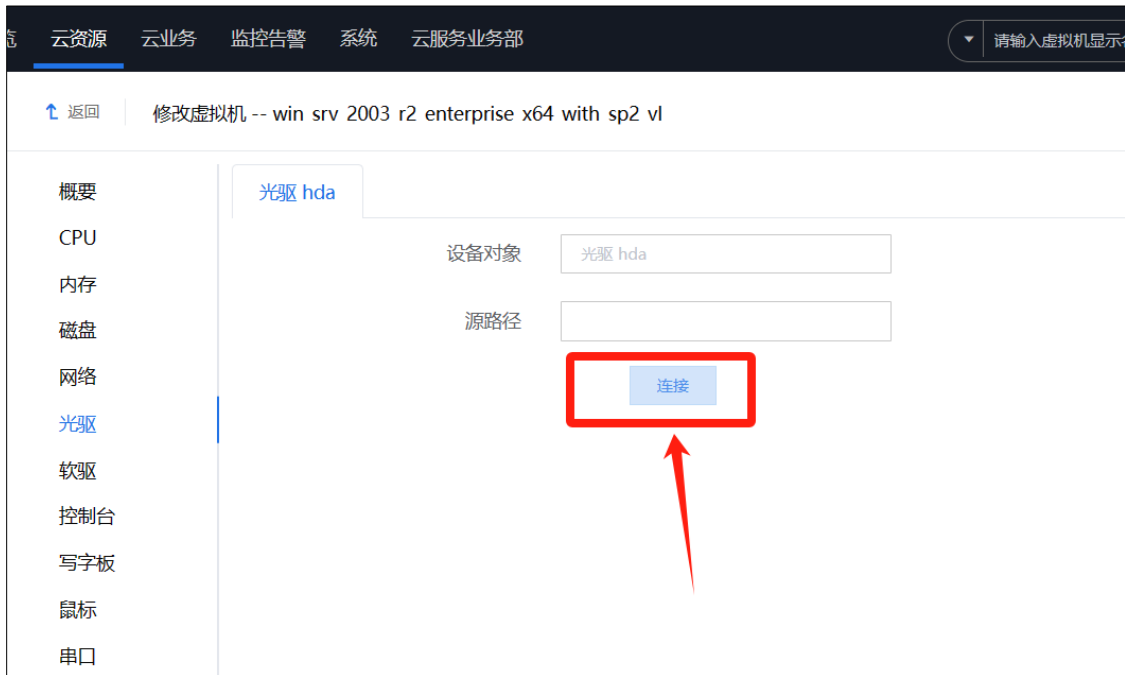 云资源 云业务 监控告警 系统 云服务业务部 请输入虚拟机显示
返回 修改虚拟机 -- win srv 2003 r2 enterprise x64 with sp2 vl
概要
光驱 hda
CPU
设备对象 光驱 hda
内存
源路径
磁盘
网络
连接
光驱
软驱
控制台
写字板
鼠标
串口